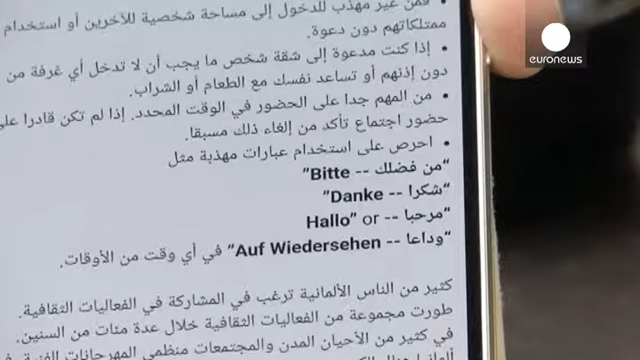 فمن غير مهذب للدخول إلى مساحة شخصية للآخرين أو استخدام
ممتلكاتهم دون دعوة.
• إذا كنت مدعوة إلى شقة شخص ما يجب أن لا تدخل أي غرفة من
دون إذنهم أو تساعد نفسك مع الطعام أو الشراب.
• من المهم جدا على الحضور في الوقت المحدد. إذا لم تكن قادرا على
حضور اجتماع تأكد من إلغاء ذلك مسبقا.
• احرص على استخدام عبارات مهذبة مثل
“من فضلك -- Bitte”
“شكرا -- Danke”
“مرحبا -- Hallo” or
“وداعا -- Auf Wiedersehen” في أي وقت من الأوقات.
كثير من الناس الألمانية ترغب في المشاركة في الفعاليات الثقافية.
طورت مجموعة من الفعاليات الثقافية خلال عدة مئات من السنين.
في كثير من الأحيان المدن والمجتمعات منظمي المهرجانات الفنية
euronews